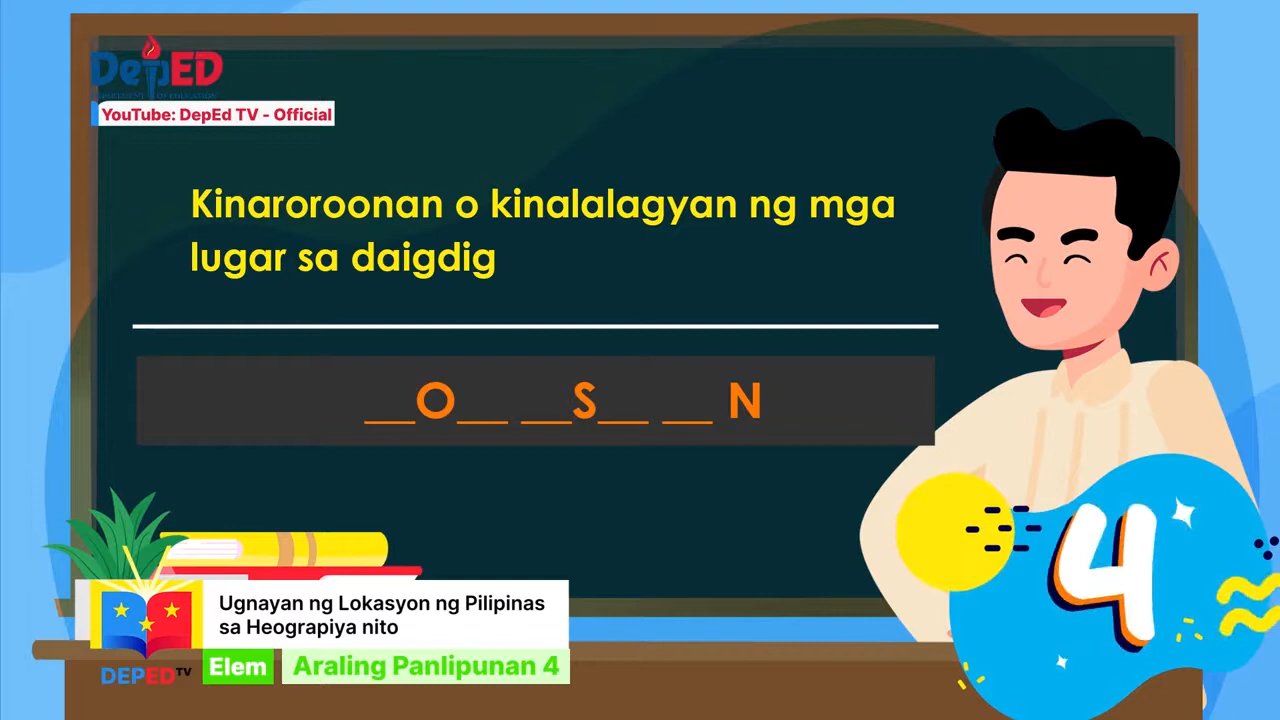 DepED
YouTube: DepEd TV - Official
Kinaroroonan o kinalalagyan ng mga
lugar sa daigdig
__O__ __S__ __ N
4
Ugnayan ng Lokasyon ng Pilipinas
sa Heograpiya nito
DEPED TV
Elem
Araling Panlipunan 4